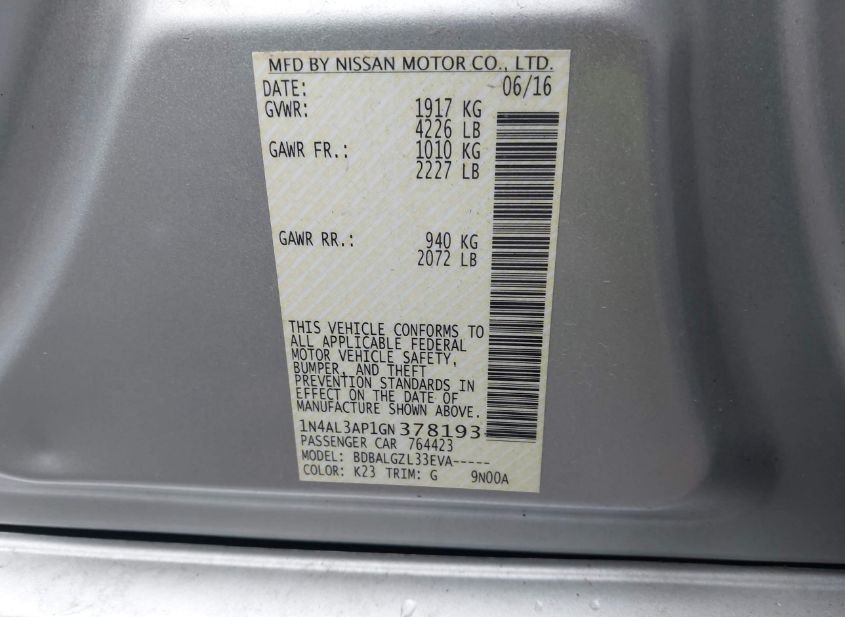 MFD BY NISSAN MOTOR CO., LTD.
DATE: 06/16
GVWR: 1917 KG
4226 LB
GAWR FR.: 1010 KG
2227 LB
GAWR RR.: 940 KG
2072 LB
THIS VEHICLE CONFORMS TO
ALL APPLICABLE FEDERAL
MOTOR VEHICLE SAFETY,
BUMPER, AND THEFT
PREVENTION STANDARDS IN
EFFECT ON THE DATE OF
MANUFACTURE SHOWN ABOVE.
1N4AL3AP1GN378193
PASSENGER CAR 764423
MODEL: BDBALGZL33EVA-----
COLOR: K23 TRIM: G 9N00A